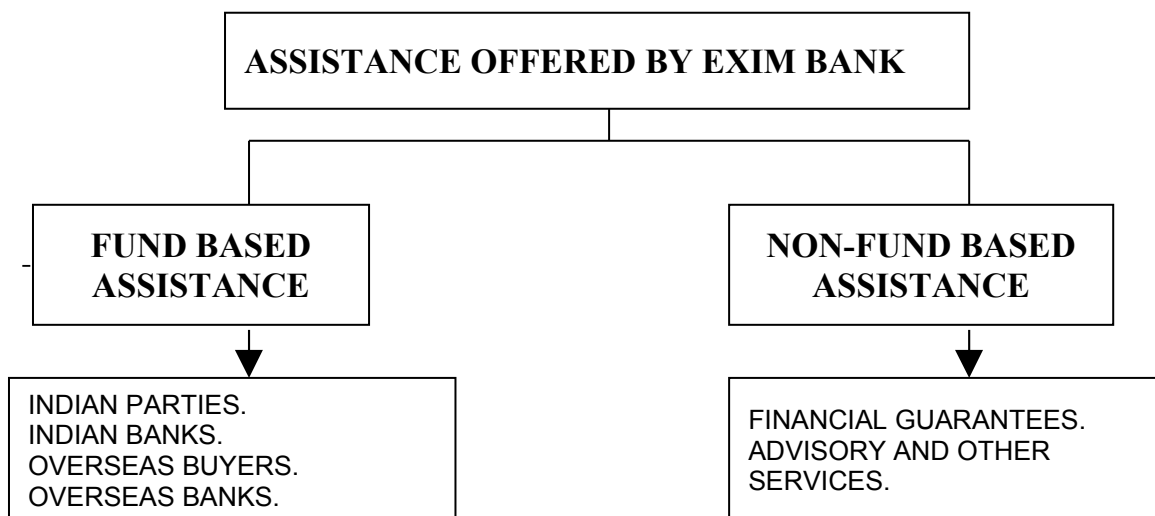 ASSISTANCE OFFERED BY EXIM BANK
FUND BASED
ASSISTANCE
NON-FUND BASED
ASSISTANCE
INDIAN PARTIES.
INDIAN BANKS.
OVERSEAS BUYERS.
OVERSEAS BANKS.
FINANCIAL GUARANTEES.
ADVISORY AND OTHER
SERVICES.